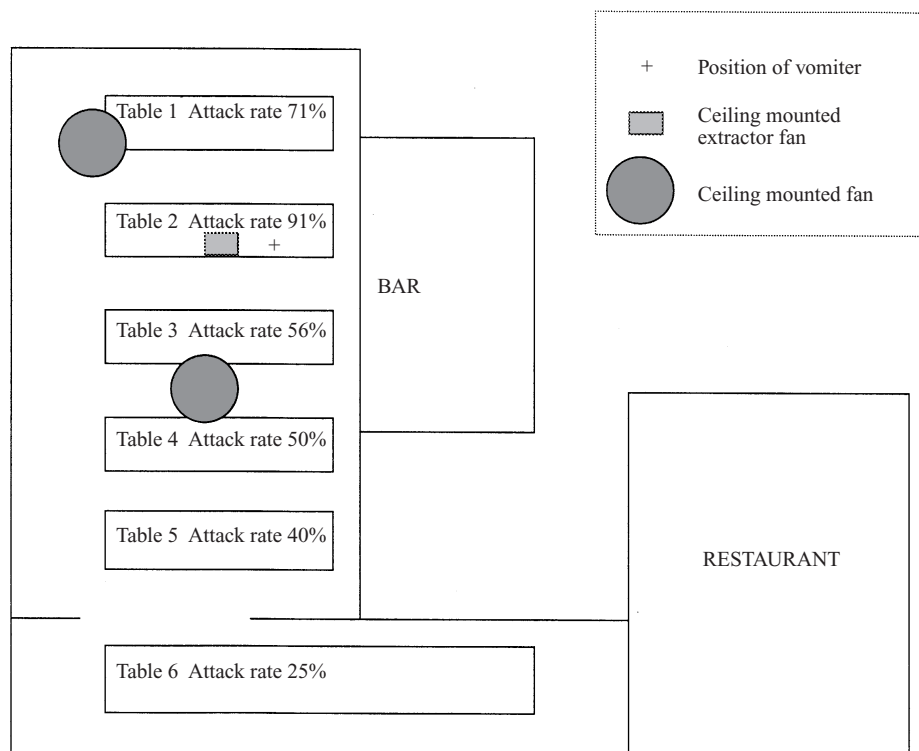 Position of vomiter
Ceiling mounted
extractor fan
Ceiling mounted fan
Table 1 Attack rate 71%
Table 2 Attack rate 91%
Table 3 Attack rate 56%
Table 4 Attack rate 50%
Table 5 Attack rate 40%
Table 6 Attack rate 25%
BAR
RESTAURANT